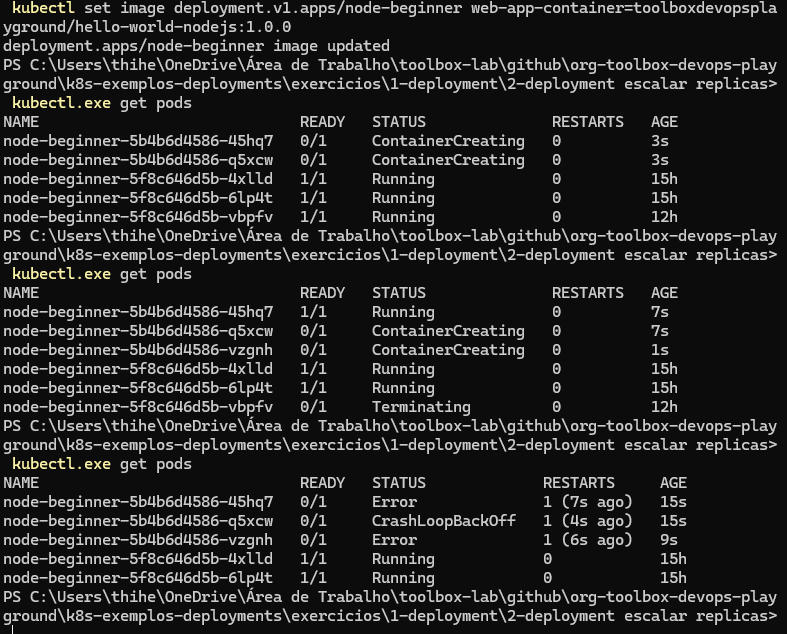 kubectl set image deployment.v1.apps/node-beginner web-app-container=toolboxdevopspla
yground/hello-world-nodejs:1.0.0
deployment.apps/node-beginner image updated
PS C:\Users\thihe\OneDrive\Área de Trabalho\toolbox-lab\github\org-toolbox-devops-play
ground\k8s-exemplos-deployments\exercicios\1-deployment\2-deployment escalar replicas>
kubectl.exe get pods
NAME READY STATUS RESTARTS AGE
node-beginner-5b4b6d4586-45hq7 0/1 ContainerCreating 0 3s
node-beginner-5b4b6d4586-q5xcw 0/1 ContainerCreating 0 3s
node-beginner-5f8c646d5b-4xlld 1/1 Running 0 15h
node-beginner-5f8c646d5b-6lp4t 1/1 Running 0 15h
node-beginner-5f8c646d5b-vbpfv 1/1 Running 0 12h
PS C:\Users\thihe\OneDrive\Área de Trabalho\toolbox-lab\github\org-toolbox-devops-play
ground\k8s-exemplos-deployments\exercicios\1-deployment\2-deployment escalar replicas>
kubectl.exe get pods
NAME READY STATUS RESTARTS AGE
node-beginner-5b4b6d4586-45hq7 1/1 Running 0 7s
node-beginner-5b4b6d4586-q5xcw 0/1 ContainerCreating 0 7s
node-beginner-5b4b6d4586-vzgnh 0/1 ContainerCreating 0 1s
node-beginner-5f8c646d5b-4xlld 1/1 Running 0 15h
node-beginner-5f8c646d5b-6lp4t 1/1 Running 0 15h
node-beginner-5f8c646d5b-vbpfv 0/1 Terminating 0 12h
PS C:\Users\thihe\OneDrive\Área de Trabalho\toolbox-lab\github\org-toolbox-devops-play
ground\k8s-exemplos-deployments\exercicios\1-deployment\2-deployment escalar replicas>
kubectl.exe get pods
NAME READY STATUS RESTARTS AGE
node-beginner-5b4b6d4586-45hq7 0/1 Error 1 (7s ago) 15s
node-beginner-5b4b6d4586-q5xcw 0/1 CrashLoopBackOff 1 (4s ago) 15s
node-beginner-5b4b6d4586-vzgnh 0/1 Error 1 (6s ago) 9s
node-beginner-5f8c646d5b-4xlld 1/1 Running 0 15h
node-beginner-5f8c646d5b-6lp4t 1/1 Running 0 15h
PS C:\Users\thihe\OneDrive\Área de Trabalho\toolbox-lab\github\org-toolbox-devops-play
ground\k8s-exemplos-deployments\exercicios\1-deployment\2-deployment escalar replicas>